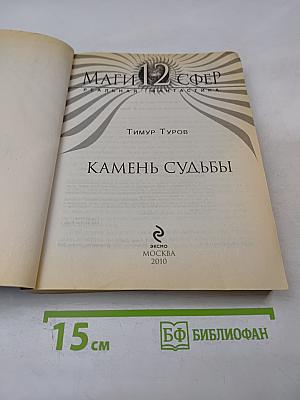 МАГИ 12 СФЕР
РЕАЛЬНАЯ ФАНТАСТИКА
ТИМУР ТУРОВ
КАМЕНЬ СУДЬБЫ
ЭКСМО
МОСКВА
2010
15 см
БФ БИБЛИОФАН